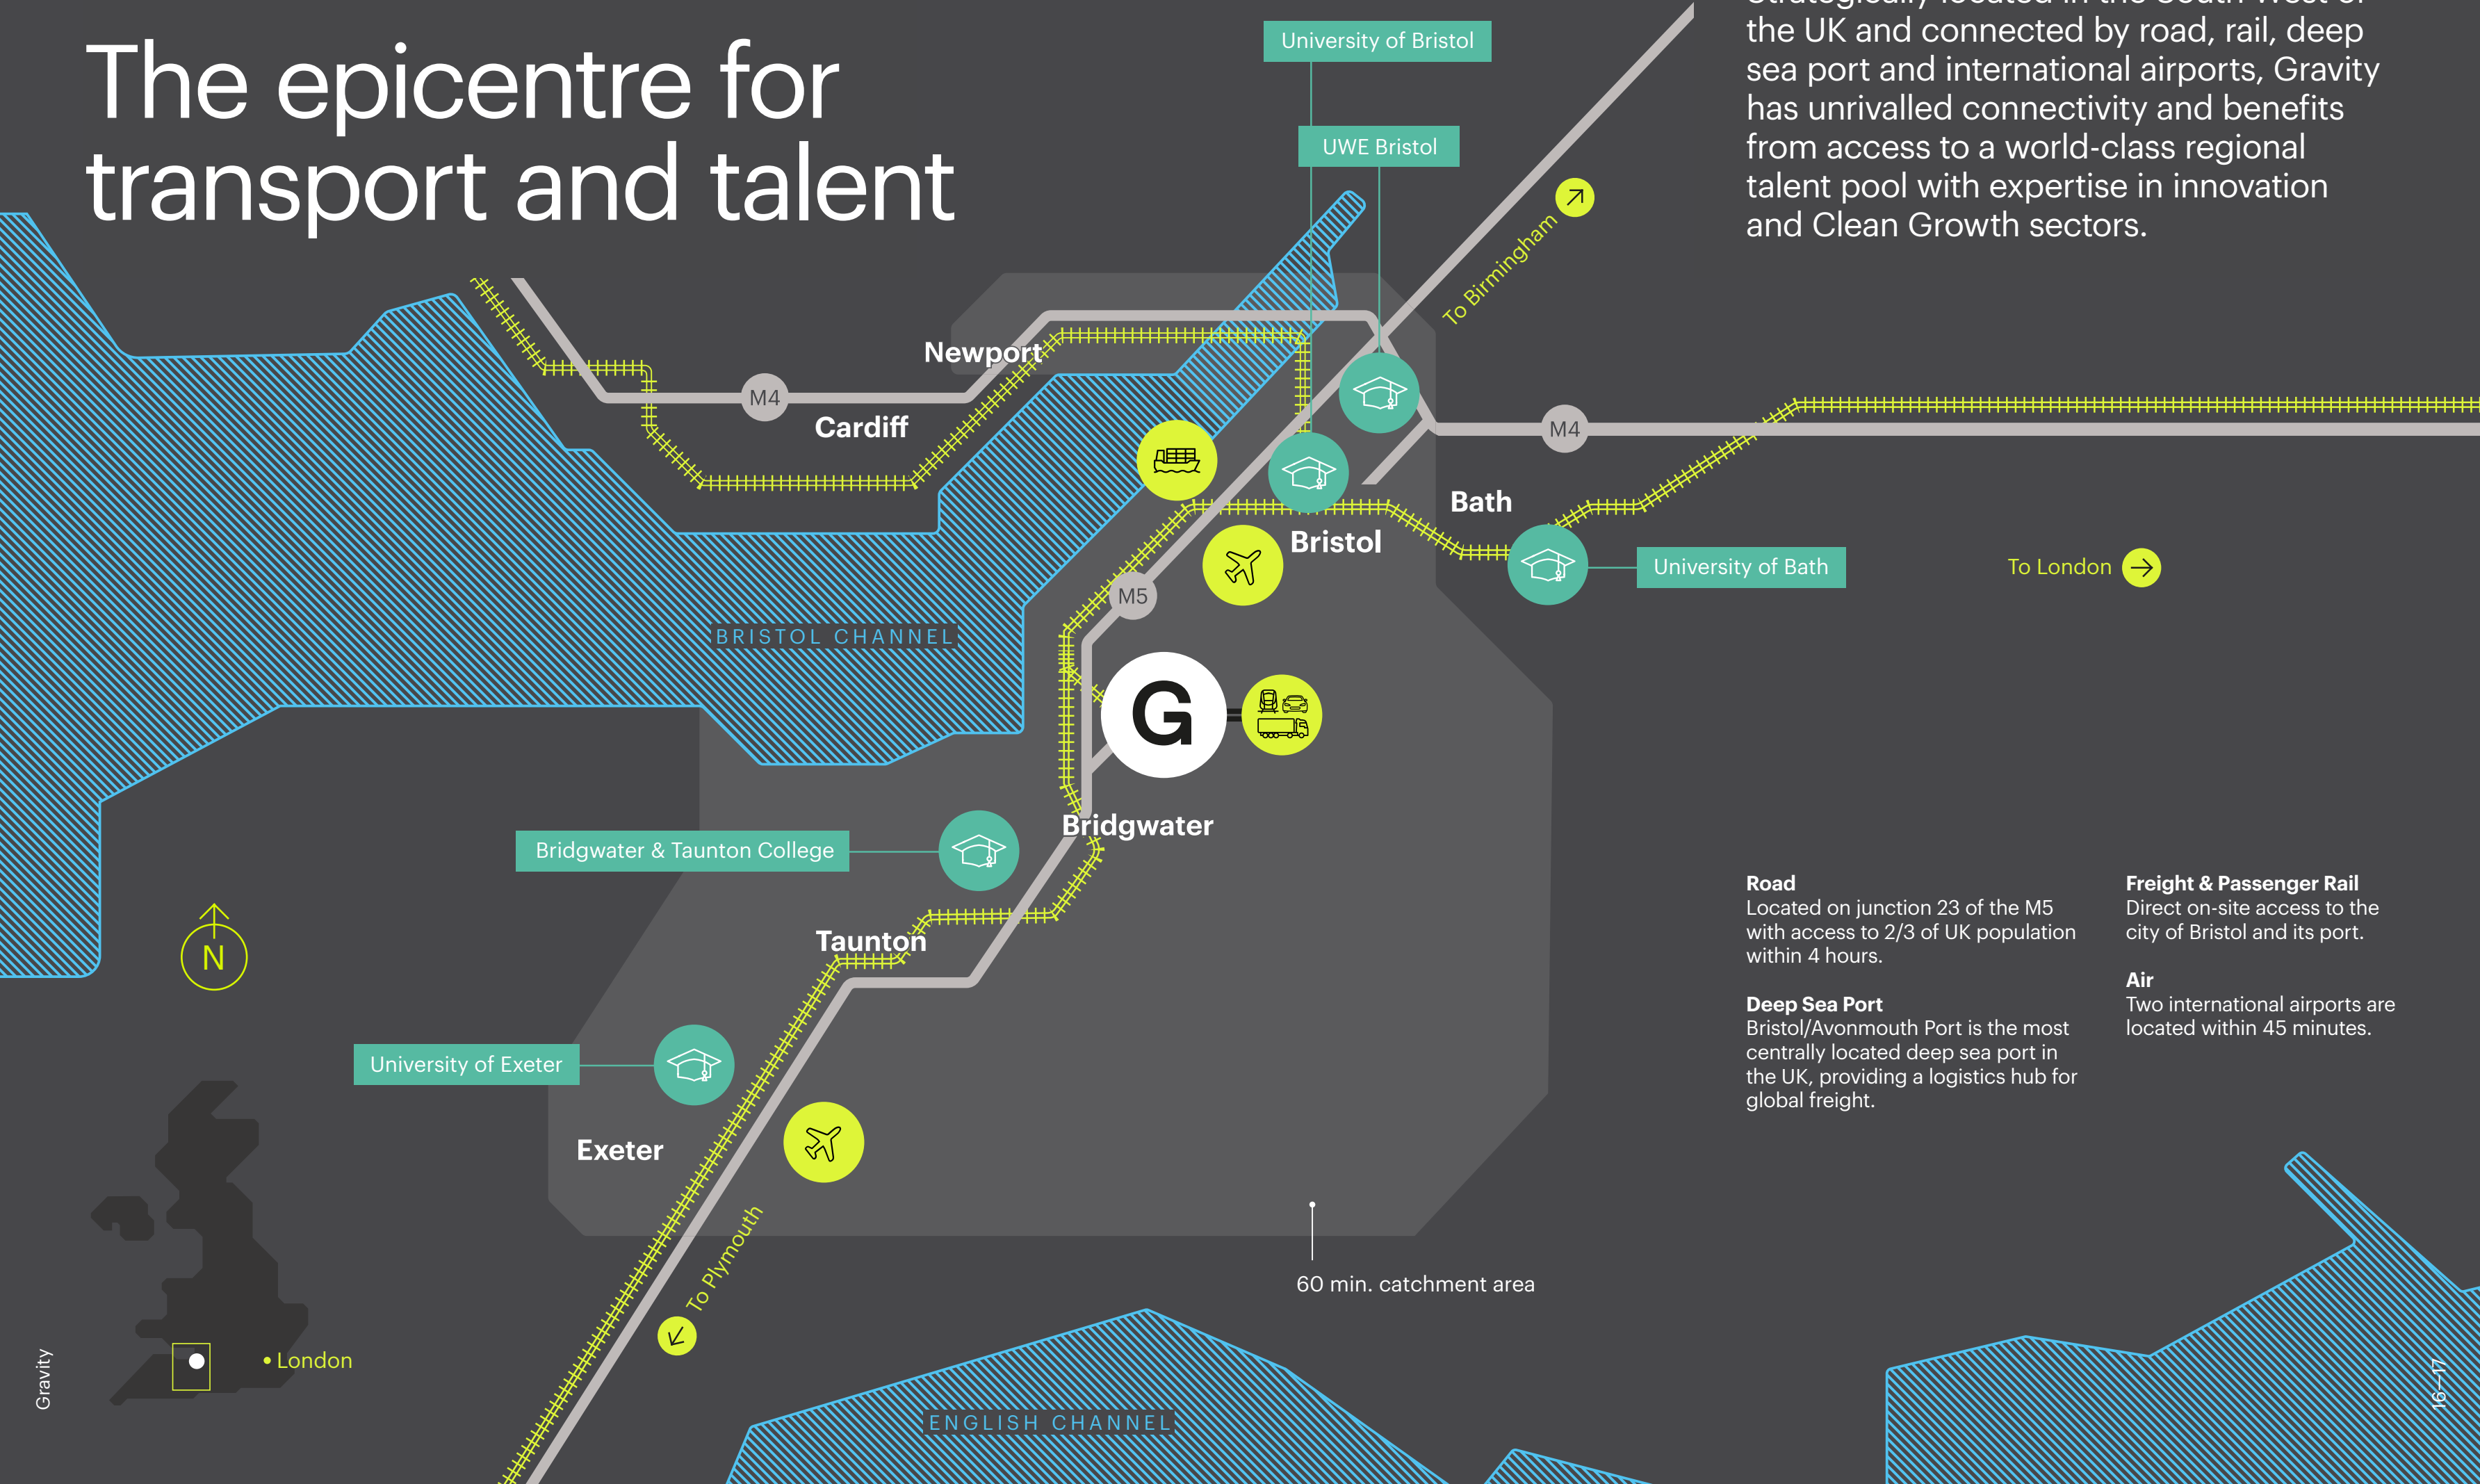 The epicentre for
transport and talent
Strategically located in the South West of
the UK and connected by road, rail, deep
sea port and international airports, Gravity
has unrivalled connectivity and benefits
from access to a world-class regional
talent pool with expertise in innovation
and Clean Growth sectors.
University of Bristol
UWE Bristol
To Birmingham
Newport
M4
Cardiff
M4
Bath
Bristol
University of Bath
To London
M5
BRISTOL CHANNEL
G
Bridgwater
Bridgwater & Taunton College
Taunton
N
University of Exeter
Exeter
To Plymouth
60 min. catchment area
Road
Located on junction 23 of the M5
with access to 2/3 of UK population
within 4 hours.
Deep Sea Port
Bristol/Avonmouth Port is the most
centrally located deep sea port in
the UK, providing a logistics hub for
global freight.
Freight & Passenger Rail
Direct on-site access to the
city of Bristol and its port.
Air
Two international airports are
located within 45 minutes.
London
ENGLISH CHANNEL
Gravity
16—17